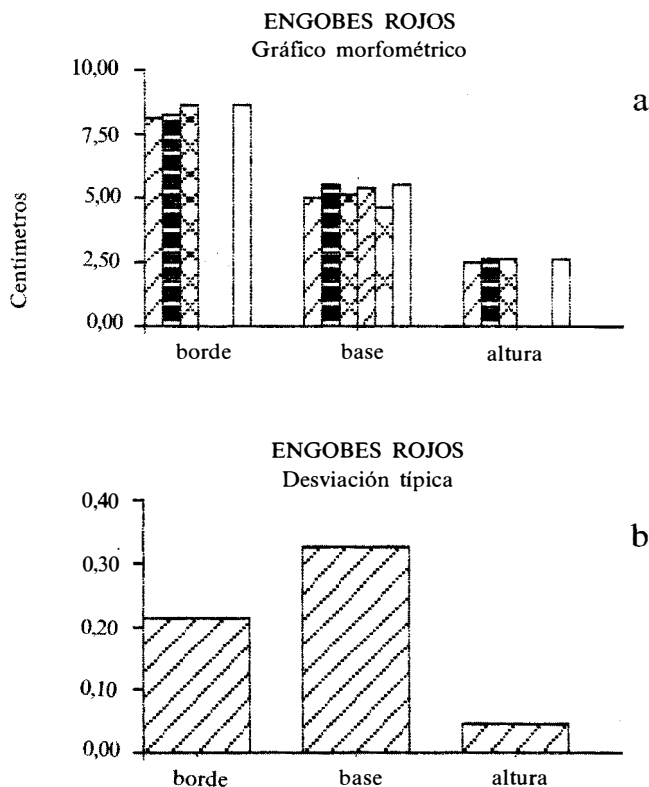 ENGOBES ROJOS
Gráfico morfométrico
a
Centímetros
10,00
7,50
5,00
2,50
0,00
borde base altura
ENGOBES ROJOS
Desviación típica
b
0,40
0,30
0,20
0,10
0,00
borde base altura